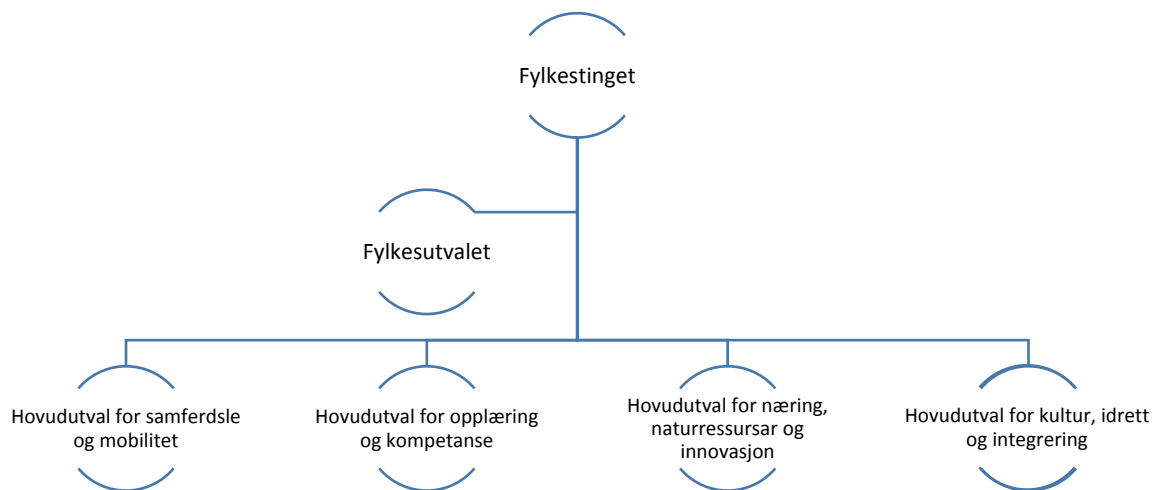 Fylkestinget
Fylkesutvalet
Hovudutval for samferdsle
og mobilitet
Hovudutval for opplæring
og kompetanse
Hovudutval for næring,
naturressursar og
innovasjon
Hovudutval for kultur, idrett
og integrering